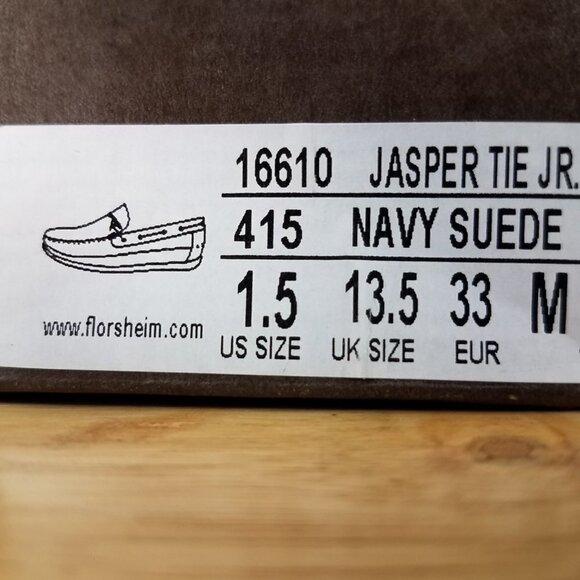 16610 JASPER TIE JR.
415 NAVY SUEDE
1.5 13.5 33 M
US SIZE UK SIZE EUR
www.florsheim.com